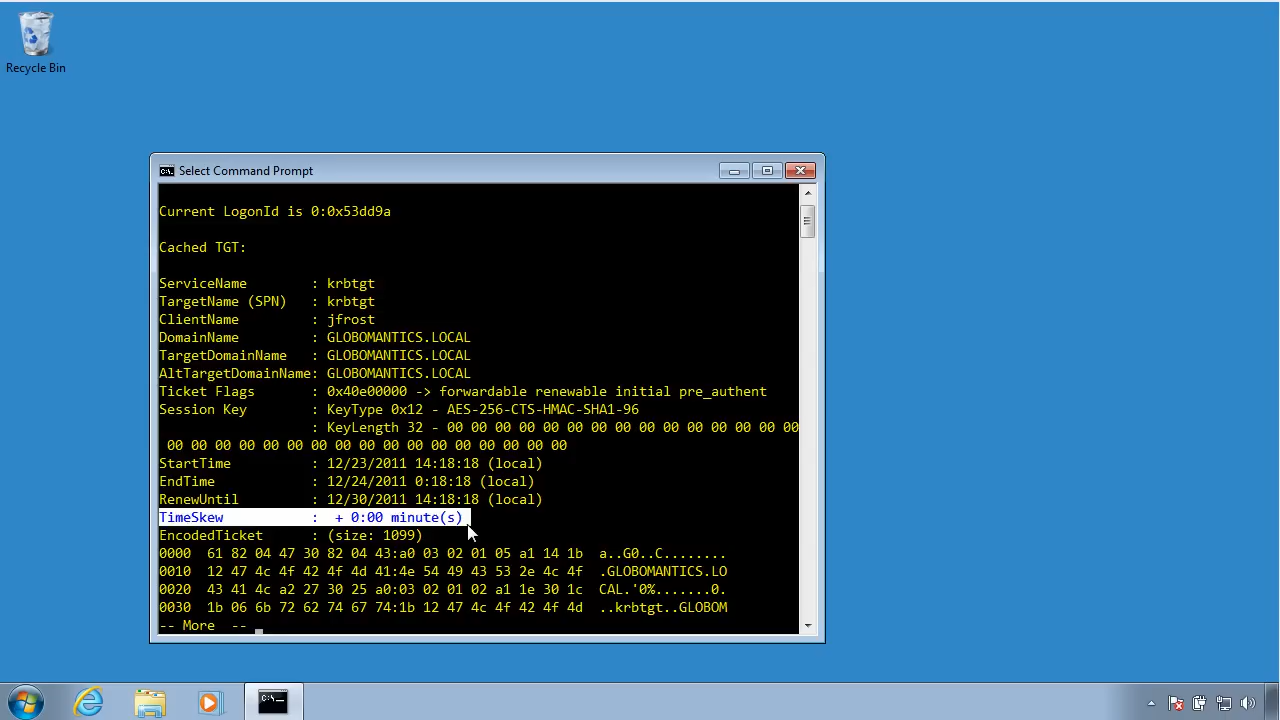 Recycle Bin
Select Command Prompt
Current LogonId is 0:0x53dd9a
Cached TGT:
ServiceName : krbtgt
TargetName (SPN) : krbtgt
ClientName : jfrost
DomainName : GLOBOMANTICS.LOCAL
TargetDomainName : GLOBOMANTICS.LOCAL
AltTargetDomainName: GLOBOMANTICS.LOCAL
Ticket Flags : 0x40e00000 -> forwardable renewable initial pre_authent
Session Key : KeyType 0x12 - AES-256-CTS-HMAC-SHA1-96
: KeyLength 32 - 00 00 00 00 00 00 00 00 00 00 00 00 00 00 00
00 00 00 00 00 00 00 00 00 00 00 00 00 00 00 00 00
StartTime : 12/23/2011 14:18:18 (local)
EndTime : 12/24/2011 0:18:18 (local)
RenewUntil : 12/30/2011 14:18:18 (local)
TimeSkew : + 0:00 minute(s)
EncodedTicket : (size: 1099)
0000 61 82 04 47 30 82 04 43:a0 03 02 01 05 a1 14 1b a..G0..C........
0010 12 47 4c 4f 42 4f 4d 41:4e 54 49 43 53 2e 4c 4f .GLOBOMANTICS.LO
0020 43 41 4c a2 27 30 25 a0:03 02 01 02 a1 1e 30 1c CAL.'0%.......0.
0030 1b 06 6b 72 62 74 67 74:1b 12 47 4c 4f 42 4f 4d ..krbtgt..GLOBOM
-- More --